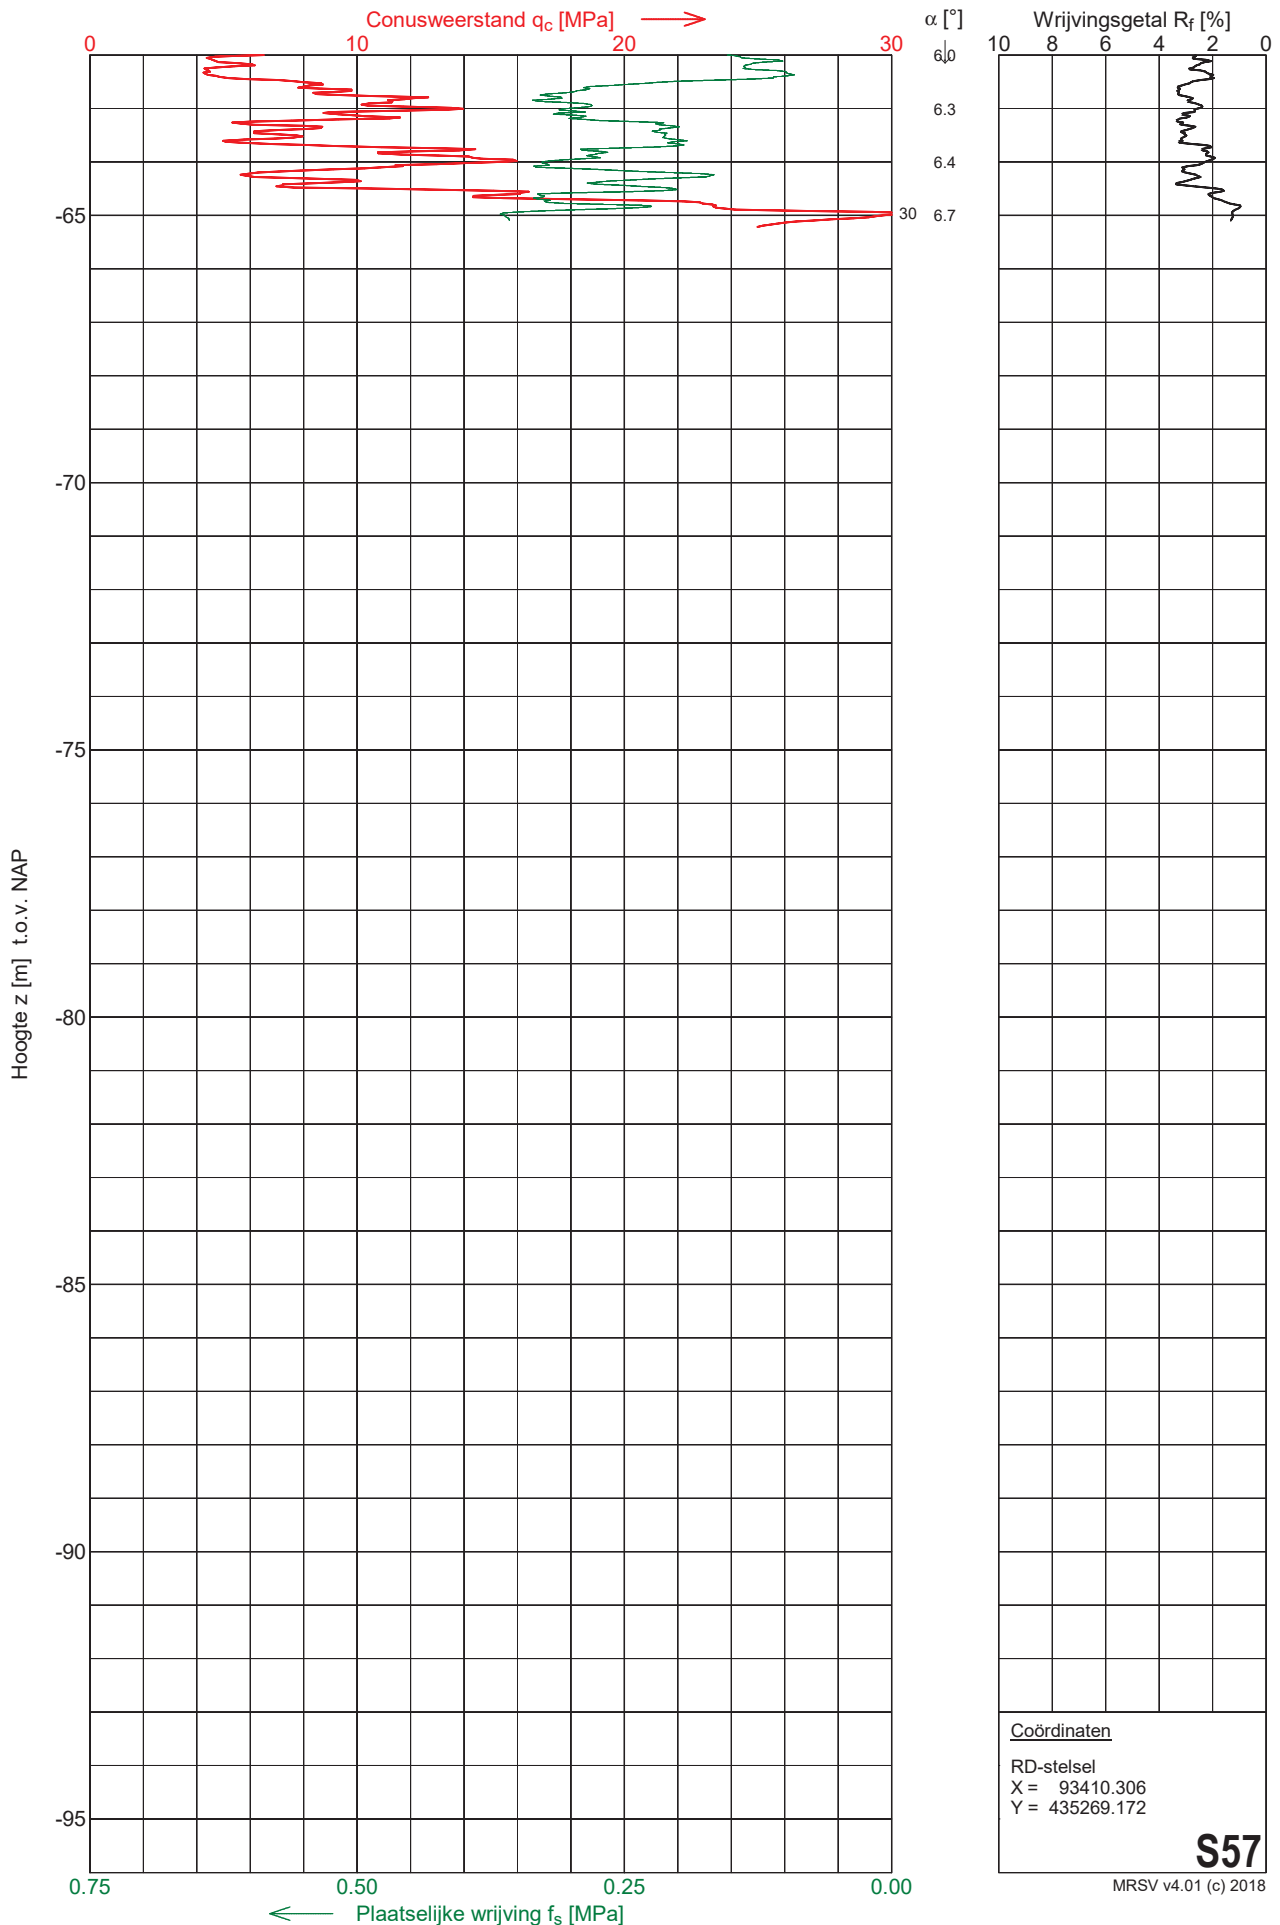 Conusweerstand qc [MPa]
α [°]
Wrijvingsgetal Rf [%]
0 10 20 30
10 8 6 4 2 0
6.0
6.3
6.4
-65
30 6.7
-70
-75
Hoogte z [m] t.o.v. NAP
-80
-85
-90
-95
Coördinaten
RD-stelsel
X = 93410.306
Y = 435269.172
S57
MRSV v4.01 (c) 2018
0.75 0.50 0.25 0.00
Plaatselijke wrijving fs [MPa]